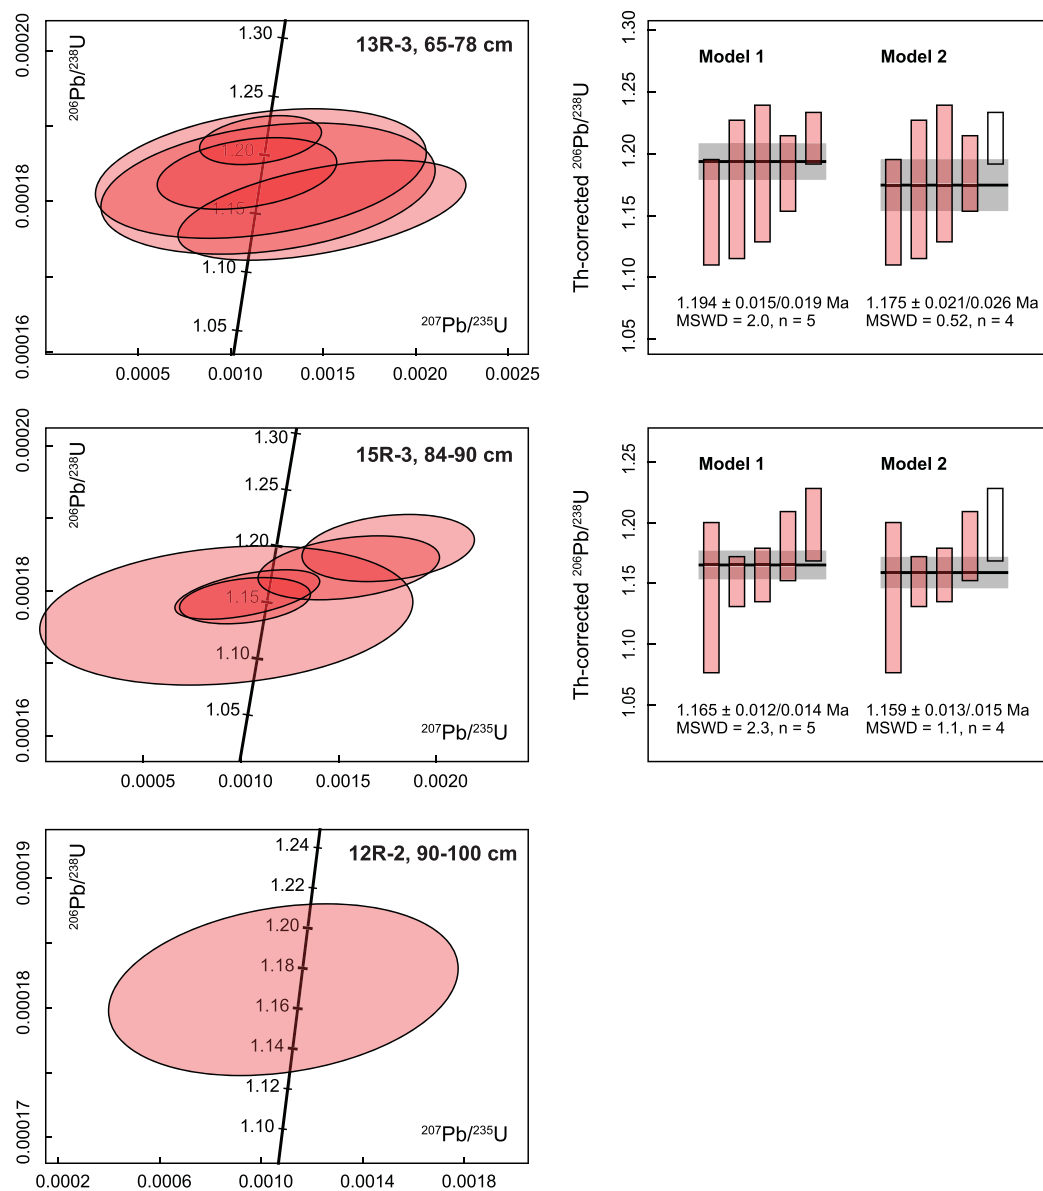 13R-3, 65-78 cm
206Pb/238U
0.00020
0.00018
0.00016
1.30
1.25
1.20
1.15
1.10
1.05
207Pb/235U
0.0005
0.0010
0.0015
0.0020
0.0025
Th-corrected 206Pb/238U
1.30
1.25
1.20
1.15
1.10
1.05
Model 1
Model 2
1.194 ± 0.015/0.019 Ma
MSWD = 2.0, n = 5
1.175 ± 0.021/0.026 Ma
MSWD = 0.52, n = 4
15R-3, 84-90 cm
206Pb/238U
0.00020
0.00018
0.00016
1.30
1.25
1.20
1.15
1.10
1.05
207Pb/235U
0.0005
0.0010
0.0015
0.0020
Th-corrected 206Pb/238U
1.25
1.20
1.15
1.10
1.05
Model 1
Model 2
1.165 ± 0.012/0.014 Ma
MSWD = 2.3, n = 5
1.159 ± 0.013/.015 Ma
MSWD = 1.1, n = 4
12R-2, 90-100 cm
206Pb/238U
0.00019
0.00018
0.00017
1.24
1.22
1.20
1.18
1.16
1.14
1.12
1.10
207Pb/235U
0.0002
0.0006
0.0010
0.0014
0.0018